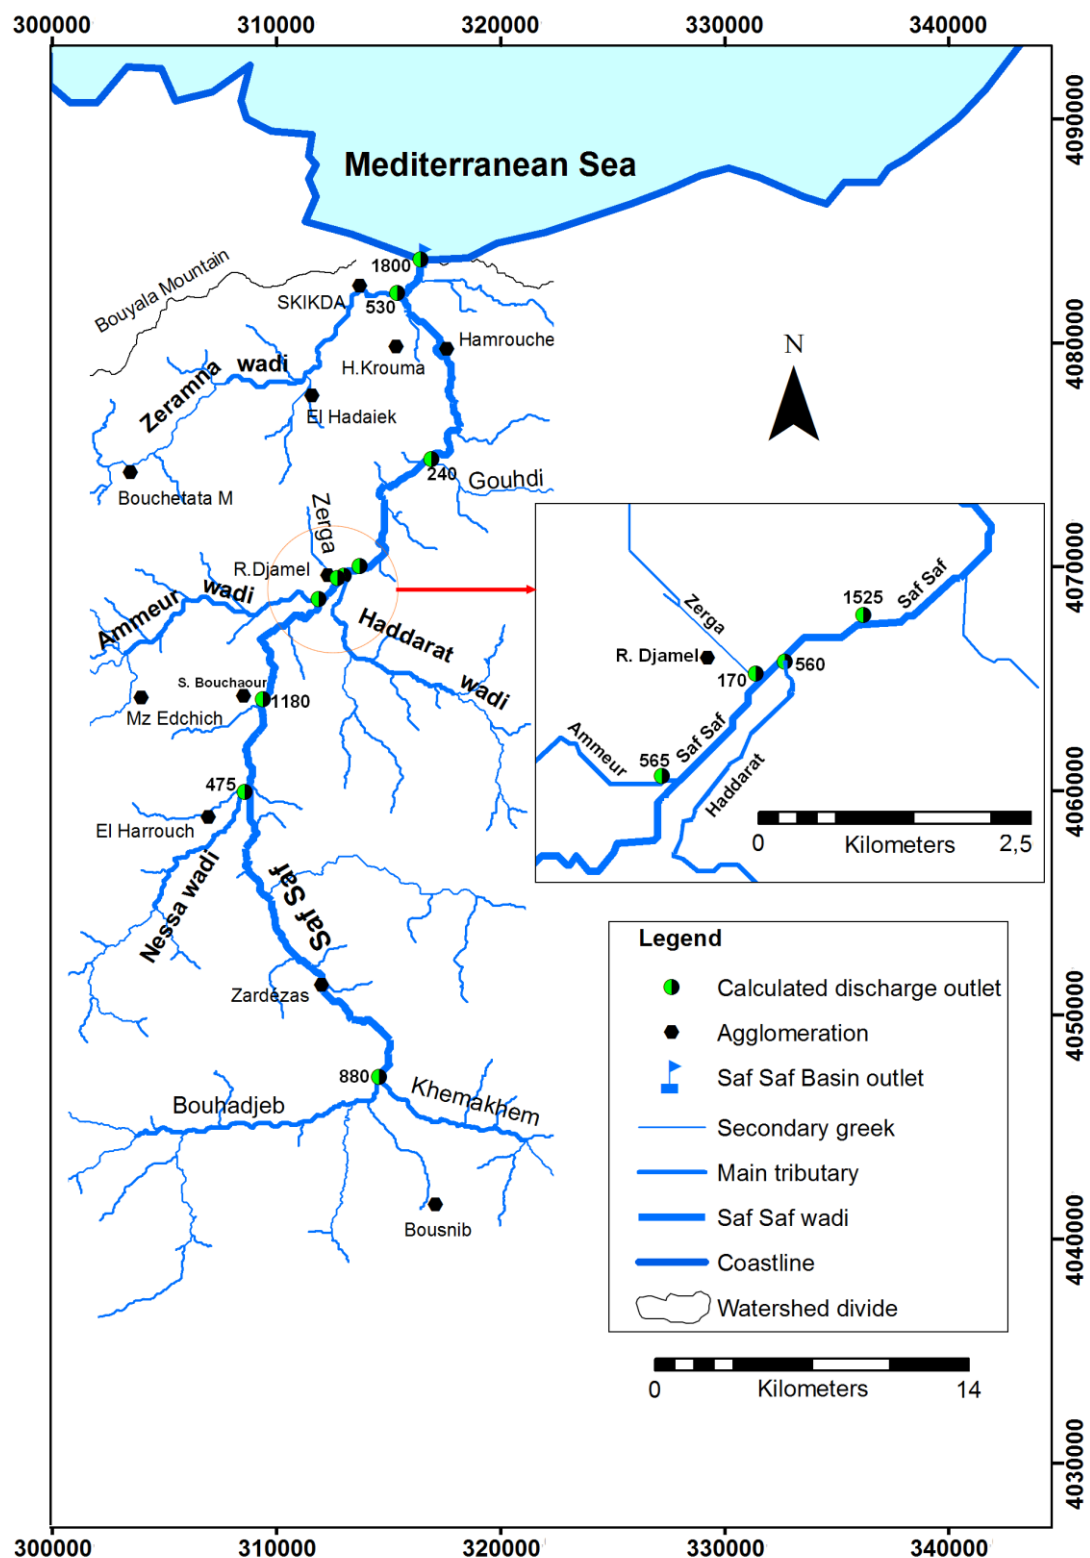 300000 310000 320000 330000 340000
4090000
Mediterranean Sea
Bouyala Mountain
1800
SKIKDA
530
Hamrouche
4080000
H.Krouma
N
Zeramna wadi
El Hadaiek
240
Gouhdi
Bouchetata M
Zerga
4070000
R.Djamel
Ammeur wadi
Haddarat wadi
S. Bouchaour
Mz Edchich
1180
Zerga
1525
Saf Saf
R. Djamel
170
560
Ammeur
565
Saf Saf
Haddarat
0 Kilometers 2,5
4060000
475
El Harrouch
Nessa wadi
Saf Saf
Zardezas
4050000
880
Bouhadjeb
Khemakhem
Bousnib
4040000
Legend
Calculated discharge outlet
Agglomeration
Saf Saf Basin outlet
Secondary greek
Main tributary
Saf Saf wadi
Coastline
Watershed divide
0 Kilometers 14
4030000
300000 310000 320000 330000 340000